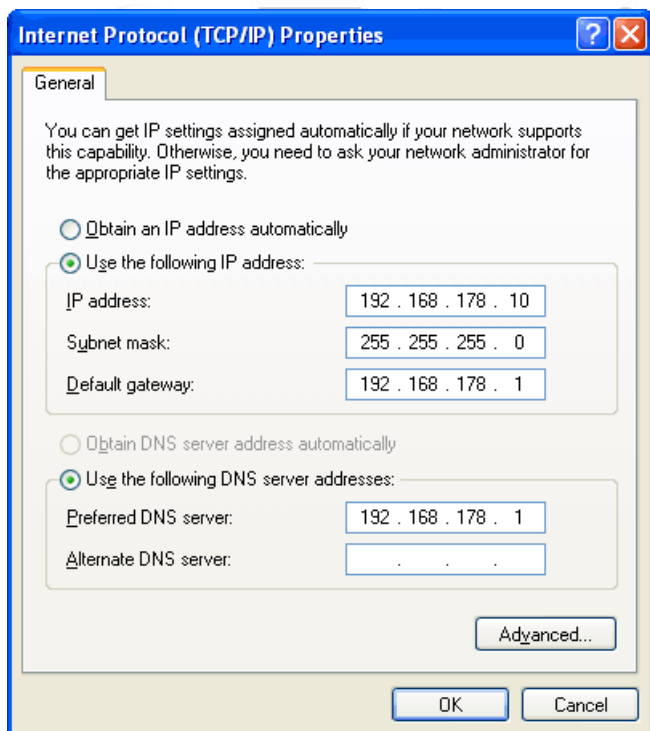 Internet Protocol (TCP/IP) Properties
General
You can get IP settings assigned automatically if your network supports
this capability. Otherwise, you need to ask your network administrator for
the appropriate IP settings.
Obtain an IP address automatically
Use the following IP address:
IP address: 192 . 168 . 178 . 10
Subnet mask: 255 . 255 . 255 . 0
Default gateway: 192 . 168 . 178 . 1
Obtain DNS server address automatically
Use the following DNS server addresses:
Preferred DNS server: 192 . 168 . 178 . 1
Alternate DNS server: . . .
Advanced...
OK Cancel